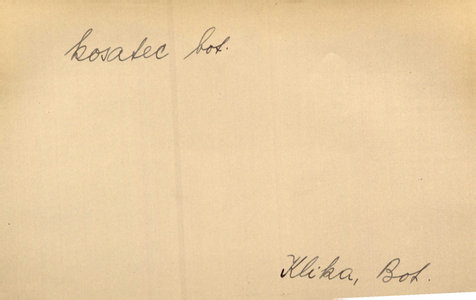 kosatec bot.
Klika, Bot.